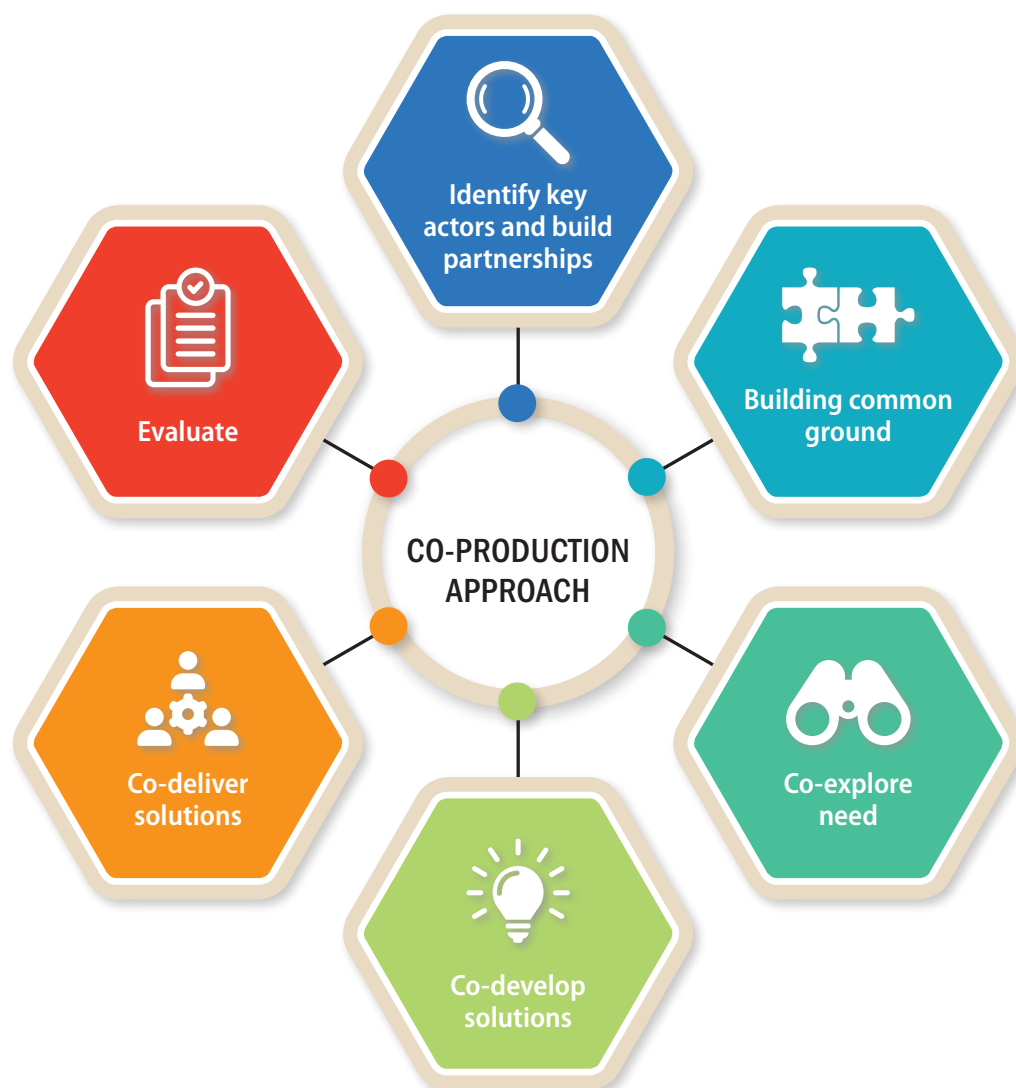 Identify key
actors and build
partnerships
Building common
ground
Co-explore
need
Co-develop
solutions
Co-deliver
solutions
Evaluate
CO-PRODUCTION
APPROACH